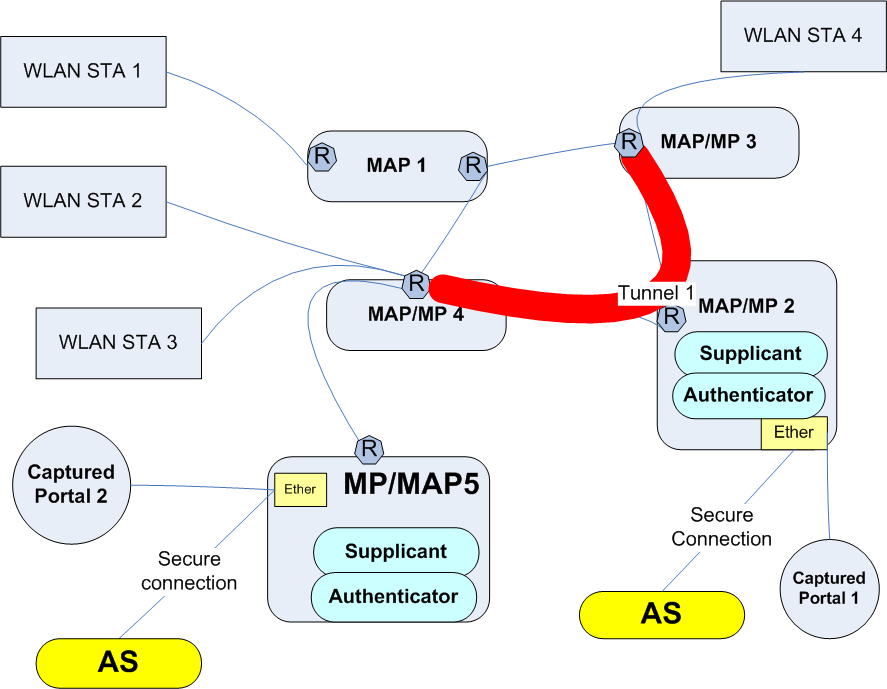 WLAN STA 4
WLAN STA 1
R
MAP 1
R
R
MAP/MP 3
WLAN STA 2
R
MAP/MP 4
Tunnel 1
MAP/MP 2
R
WLAN STA 3
Supplicant
Authenticator
Ether
R
Captured
Portal 2
Ether
MP/MAP5
Supplicant
Authenticator
Secure
connection
AS
Secure
Connection
Captured
Portal 1
AS